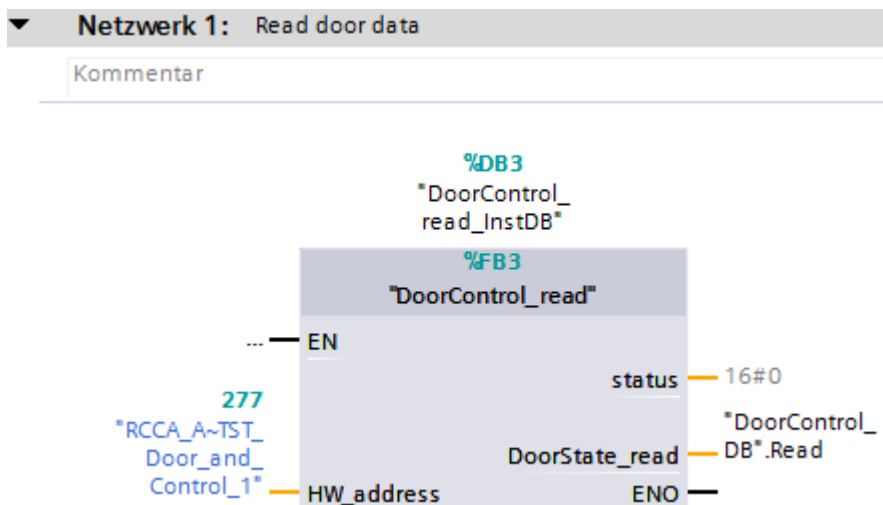 Netzwerk 1: Read door data
Kommentar
%DB3
"DoorControl_
read_InstDB"
%FB3
"DoorControl_read"
... EN
status 16#0
277
"RCCA_A~TST_
Door_and_
Control_1" HW_address
DoorState_read "DoorControl_
DB".Read
ENO